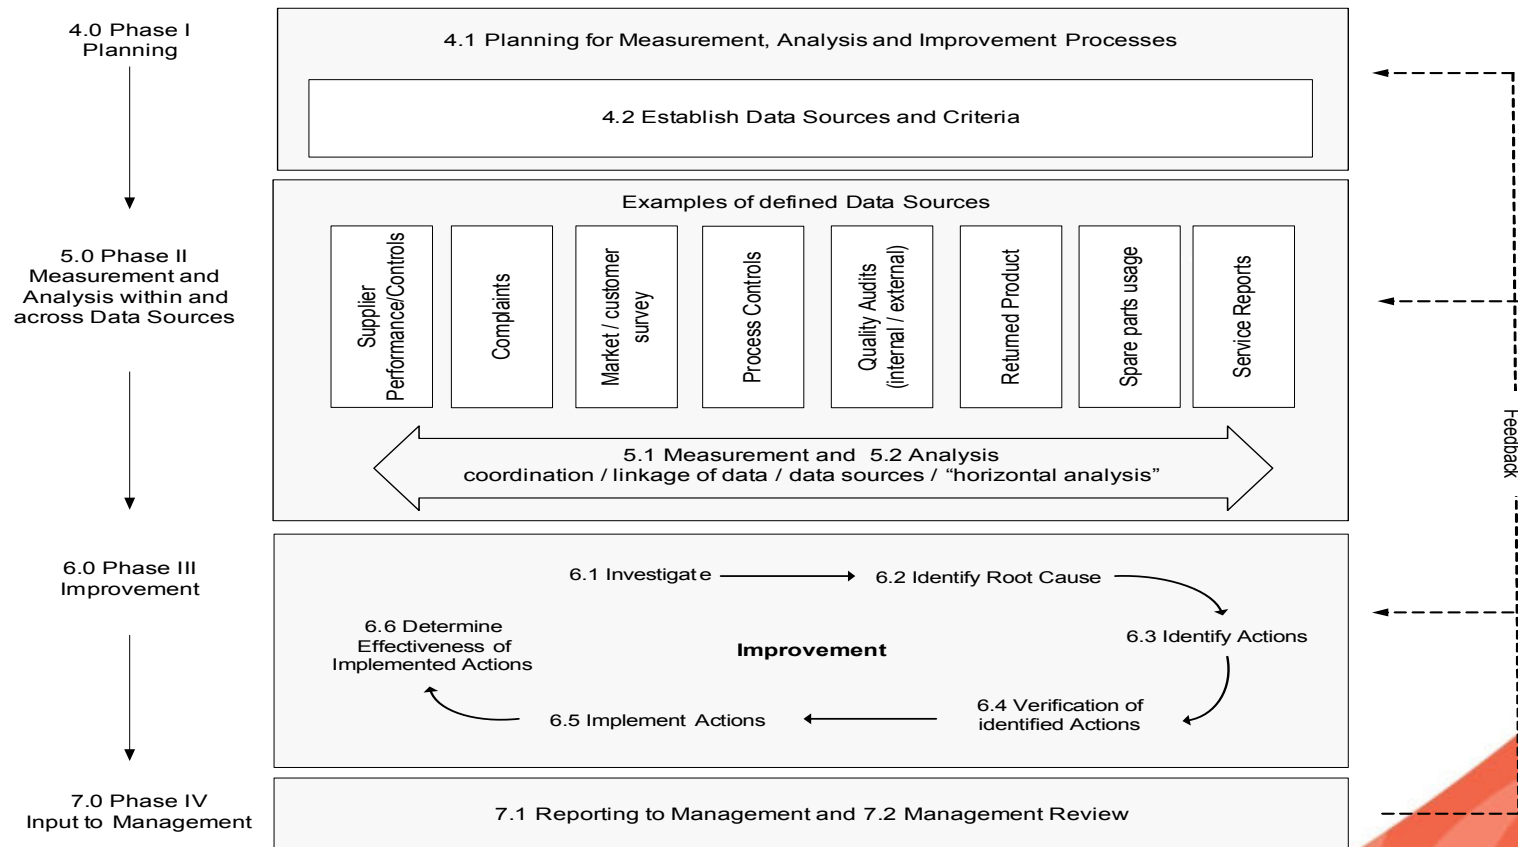 4.0 Phase I
Planning
4.1 Planning for Measurement, Analysis and Improvement Processes
4.2 Establish Data Sources and Criteria
5.0 Phase II
Measurement and
Analysis within and
across Data Sources
Examples of defined Data Sources
Supplier
Performance/Controls
Complaints
Market / customer
survey
Process Controls
Quality Audits
(internal / external)
Returned Product
Spare parts usage
Service Reports
5.1 Measurement and 5.2 Analysis
coordination / linkage of data / data sources / “horizontal analysis”
Feedback
6.0 Phase III
Improvement
6.1 Investigate
6.2 Identify Root Cause
6.3 Identify Actions
6.4 Verification of
identified Actions
6.5 Implement Actions
6.6 Determine
Effectiveness of
Implemented Actions
Improvement
7.0 Phase IV
Input to Management
7.1 Reporting to Management and 7.2 Management Review